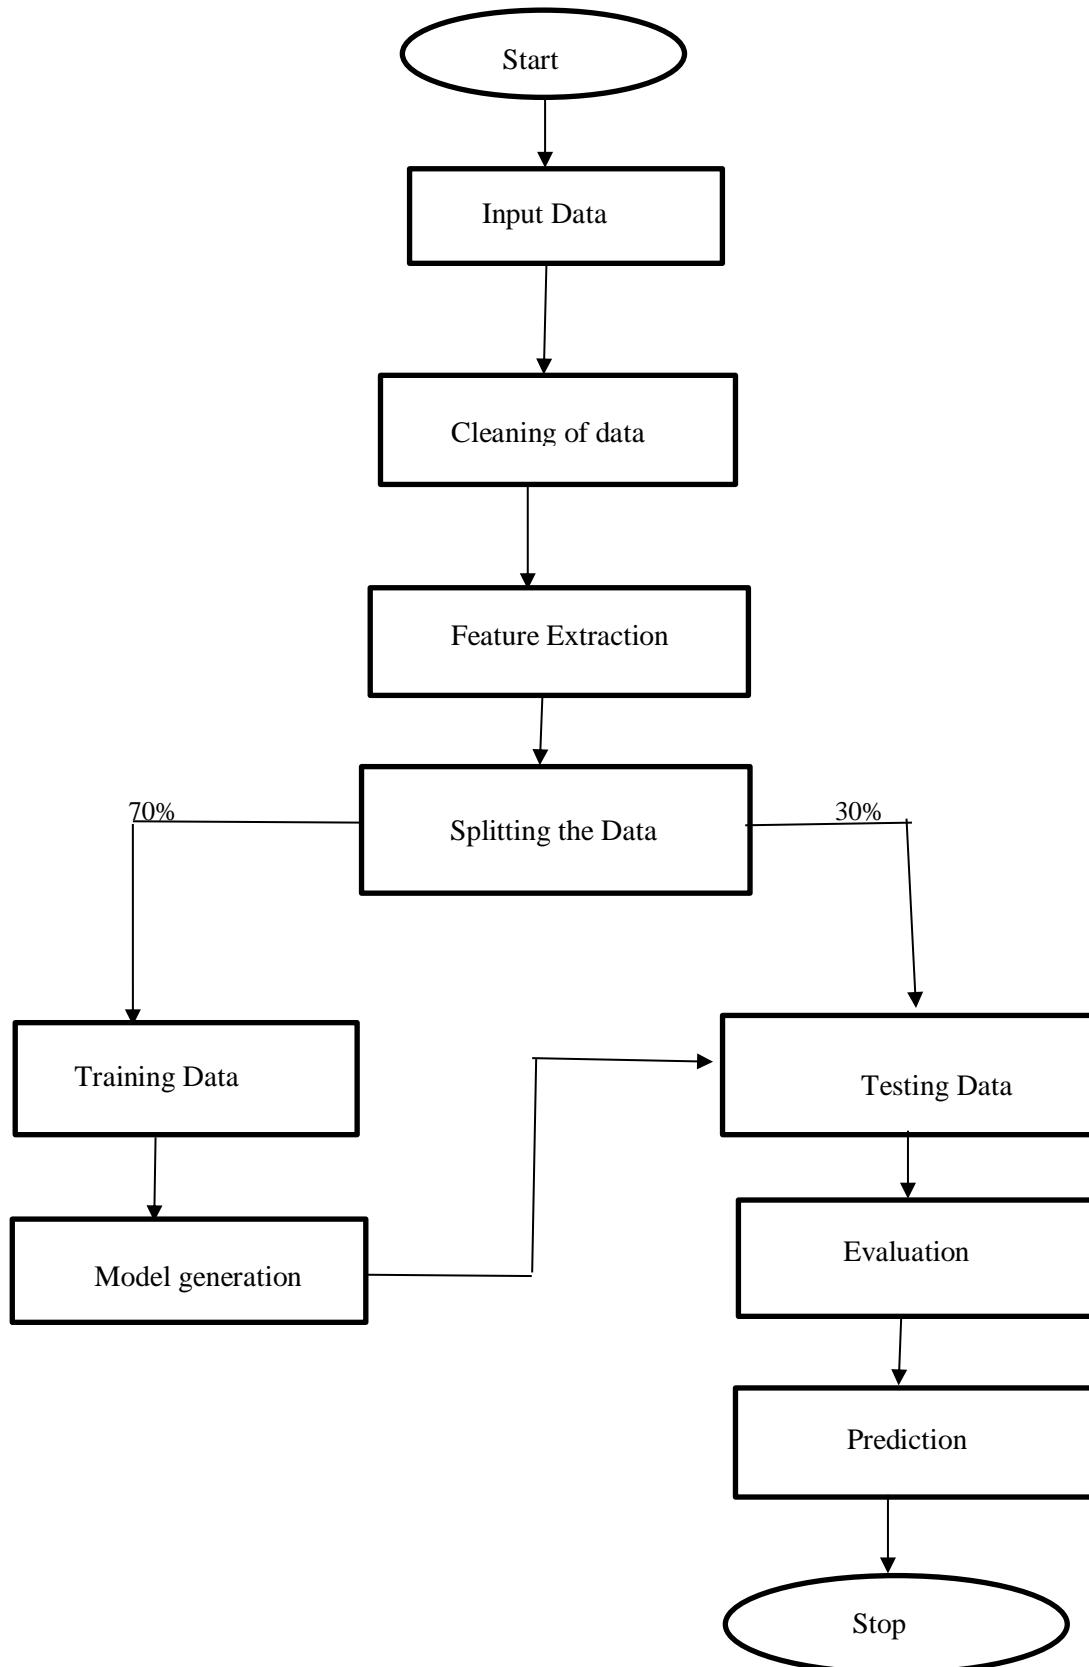 Start
Input Data
Cleaning of data
Feature Extraction
70%
30%
Splitting the Data
Training Data
Testing Data
Model generation
Evaluation
Prediction
Stop